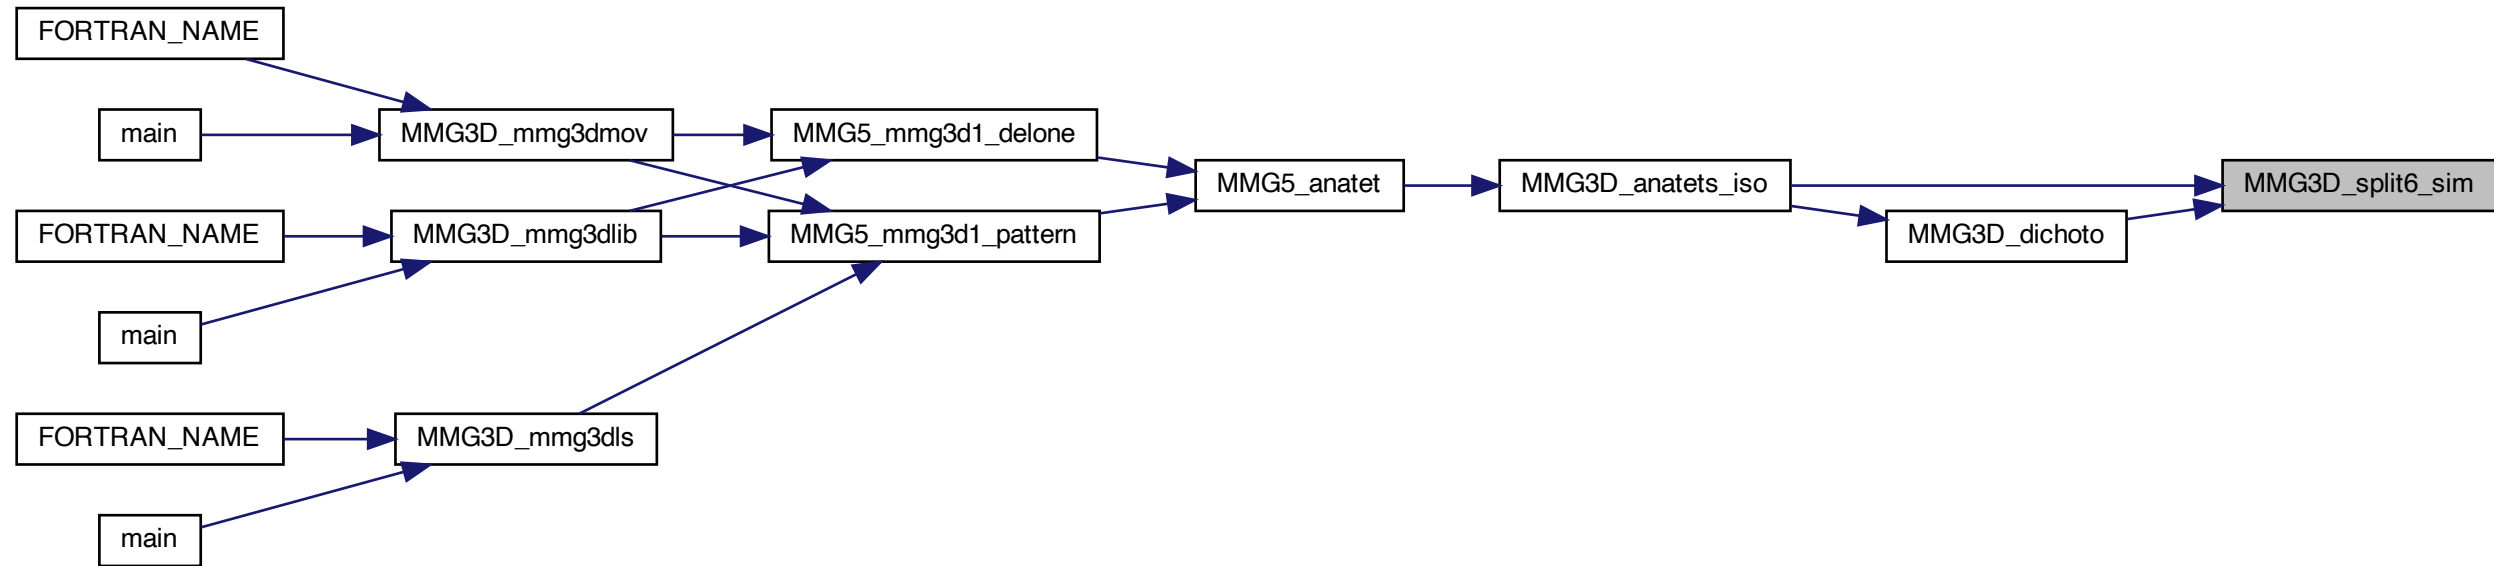 FORTRAN_NAME
main
MMG3D_mmg3dmov
MMG5_mmg3d1_delone
MMG5_anatet
MMG3D_anatets_iso
MMG3D_split6_sim
FORTRAN_NAME
MMG3D_mmg3dlib
MMG5_mmg3d1_pattern
MMG3D_dichoto
main
FORTRAN_NAME
MMG3D_mmg3dls
main